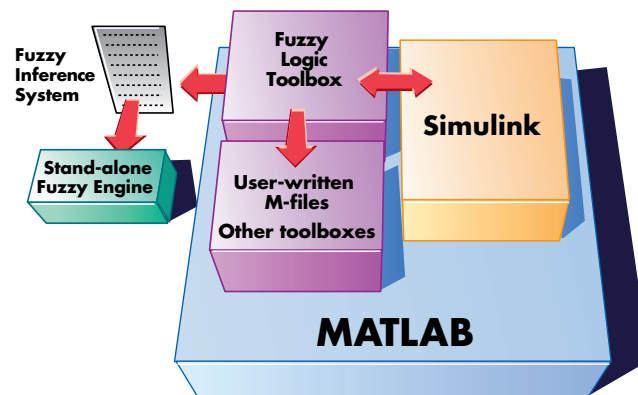 Fuzzy
Inference
System
Fuzzy
Logic
Toolbox
Simulink
Stand-alone
Fuzzy Engine
User-written
M-files
Other toolboxes
MATLAB